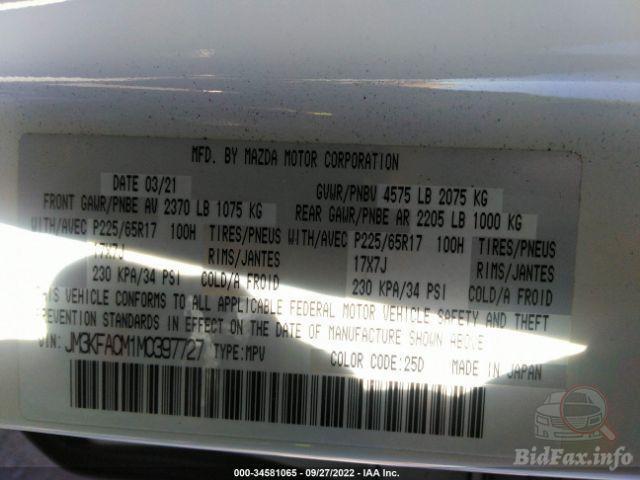 MFD. BY MAZDA MOTOR CORPORATION
DATE 03/21 GVWR/PNBV 4575 LB 2075 KG
FRONT GAWR/PNBE AV 2370 LB 1075 KG REAR GAWR/PNBE AR 2205 LB 1000 KG
WITH/AVEC P225/65R17 100H TIRES/PNEUS WITH/AVEC P225/65R17 100H TIRES/PNEUS
17X7J RIMS/JANTES 17X7J RIMS/JANTES
230 KPA/34 PSI COLD/A FROID 230 KPA/34 PSI COLD/A FROID
THIS VEHICLE CONFORMS TO ALL APPLICABLE FEDERAL MOTOR VEHICLE SAFETY AND THEFT
PREVENTION STANDARDS IN EFFECT ON THE DATE OF MANUFACTURE SHOWN ABOVE.
VIN: JM3KFACM1M0397727 TYPE:MPV COLOR CODE:25D MADE IN JAPAN
000-34581065 - 09/27/2022 - IAA Inc.
BidFax.info